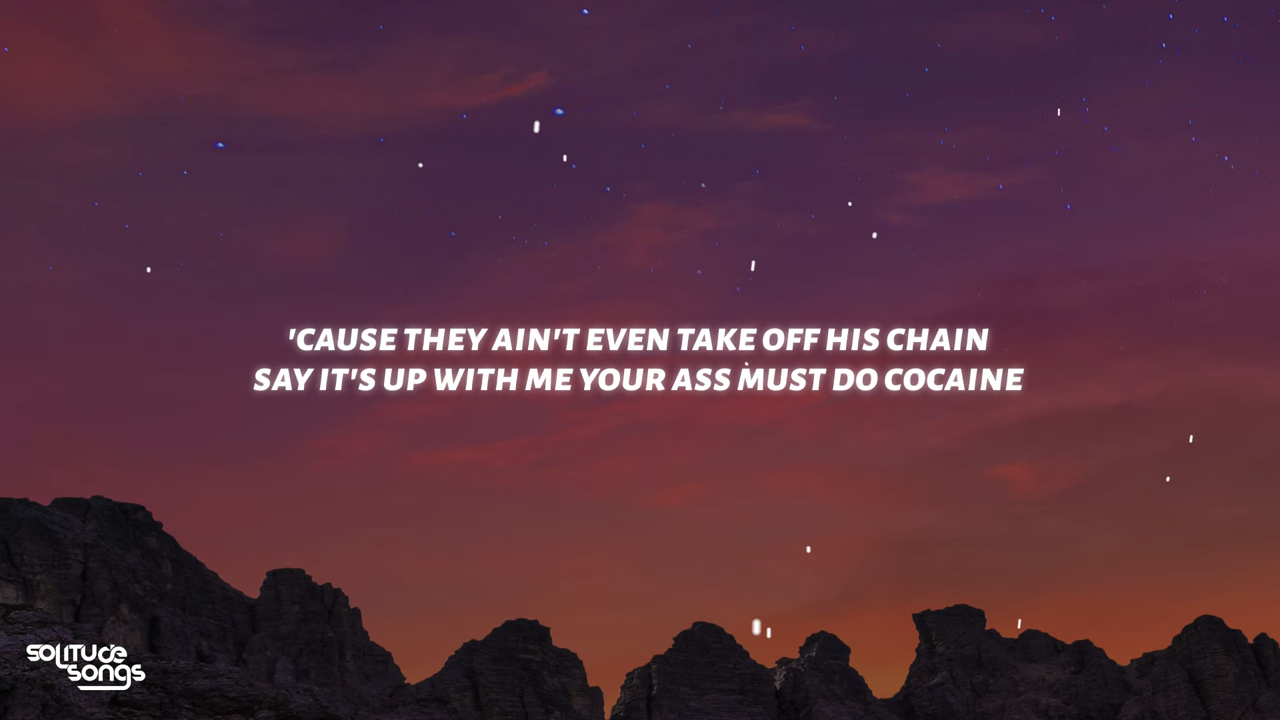 'CAUSE THEY AIN'T EVEN TAKE OFF HIS CHAIN
SAY IT'S UP WITH ME YOUR ASS MUST DO COCAINE
SOLITUDE
SONGS